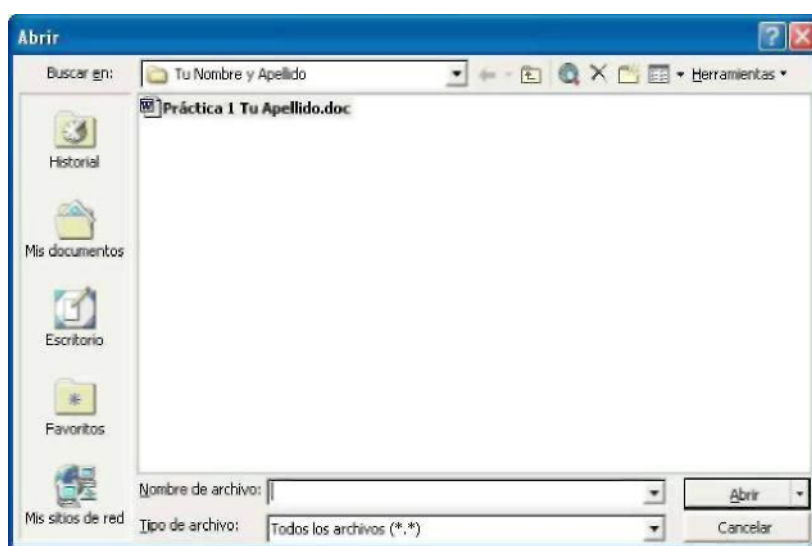 Abrir
Buscar en: Tu Nombre y Apellido Herramientas
Práctica 1 Tu Apellido.doc
Historial
Mis documentos
Escritorio
Favoritos
Mis sitios de red
Nombre de archivo: Abrir
Tipo de archivo: Todos los archivos (*.*) Cancelar